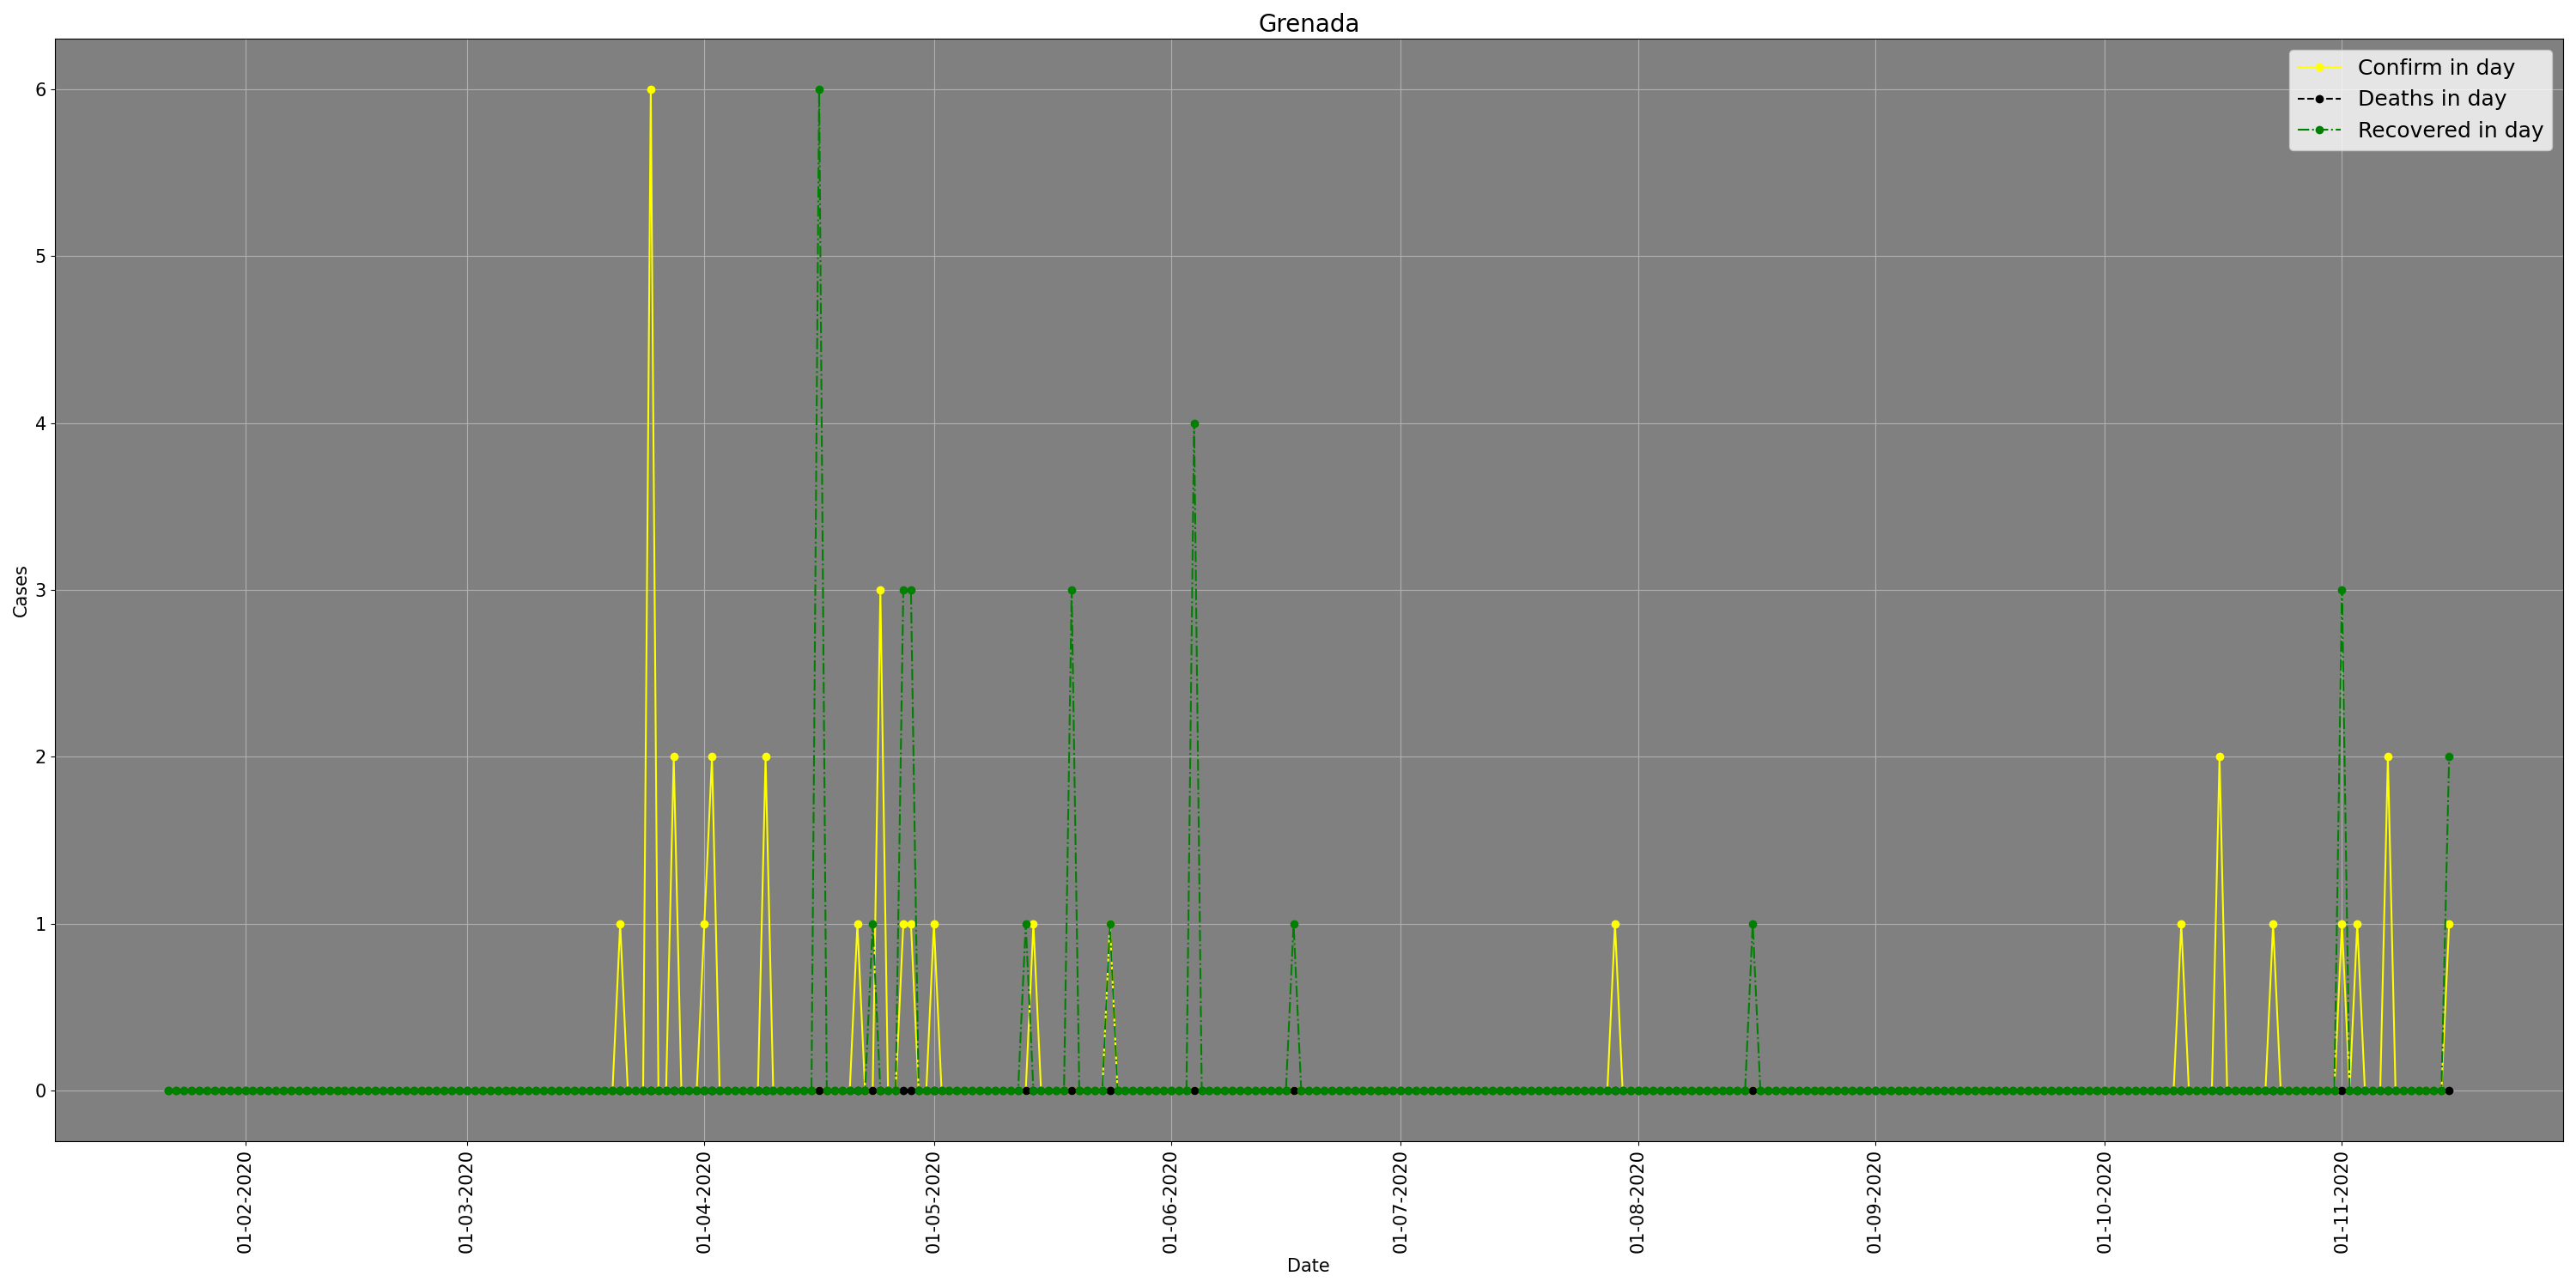 Grenada
Confirm in day
Deaths in day
Recovered in day
6
5
4
3
2
1
0
Cases
01-02-2020
01-03-2020
01-04-2020
01-05-2020
01-06-2020
01-07-2020
01-08-2020
01-09-2020
01-10-2020
01-11-2020
Date